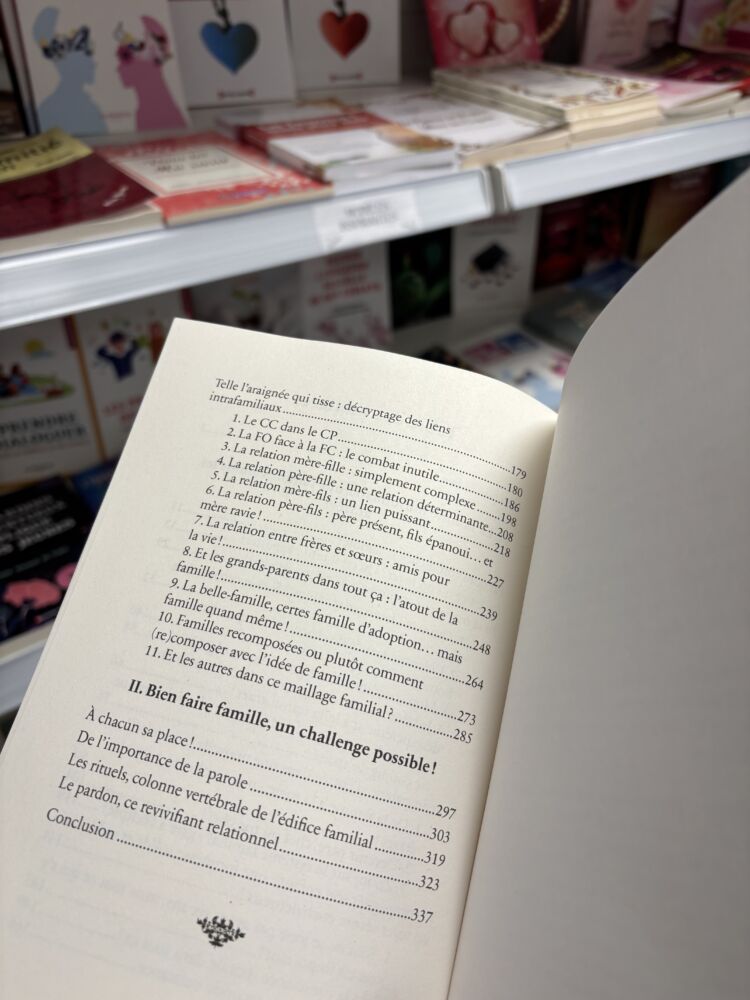 Telle l'araignée qui tisse : décryptage des liens
intrafamiliaux..........179
1. Le CC dans le CP..........180
2. La FO face à la FC : le combat inutile..........186
3. La relation mère-fille : simplement complexe..........198
4. La relation père-fille : une relation déterminante...208
5. La relation mère-fils : un lien puissant..........218
6. La relation père-fils : père présent, fils épanoui… et
mère ravie !..........227
7. La relation entre frères et sœurs : amis pour
la vie !..........239
8. Et les grands-parents dans tout ça : l'atout de la
famille !..........248
9. La belle-famille, certes famille d'adoption… mais
famille quand même !..........264
10. Familles recomposées ou plutôt comment
(re)composer avec l'idée de famille !..........273
11. Et les autres dans ce maillage familial ?..........285
II. Bien faire famille, un challenge possible !
À chacun sa place !..........297
De l'importance de la parole..........303
Les rituels, colonne vertébrale de l'édifice familial..........319
Le pardon, ce revivifiant relationnel..........323
Conclusion..........337